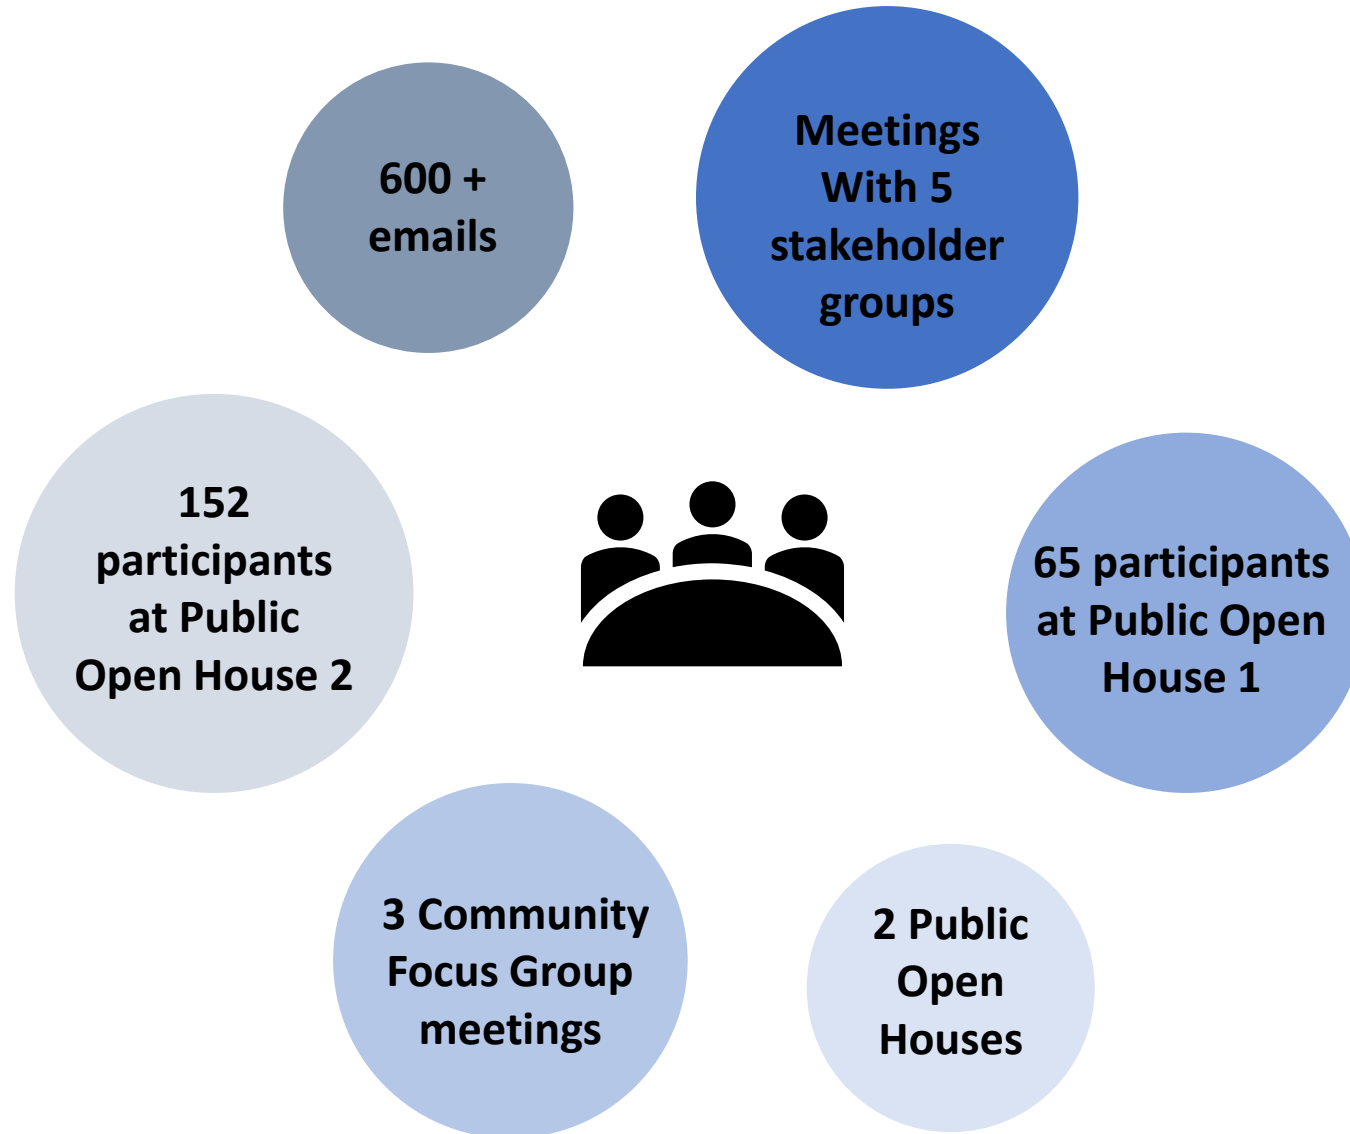 600 +
emails
Meetings
With 5
stakeholder
groups
152
participants
at Public
Open House 2
65 participants
at Public Open
House 1
3 Community
Focus Group
meetings
2 Public
Open
Houses